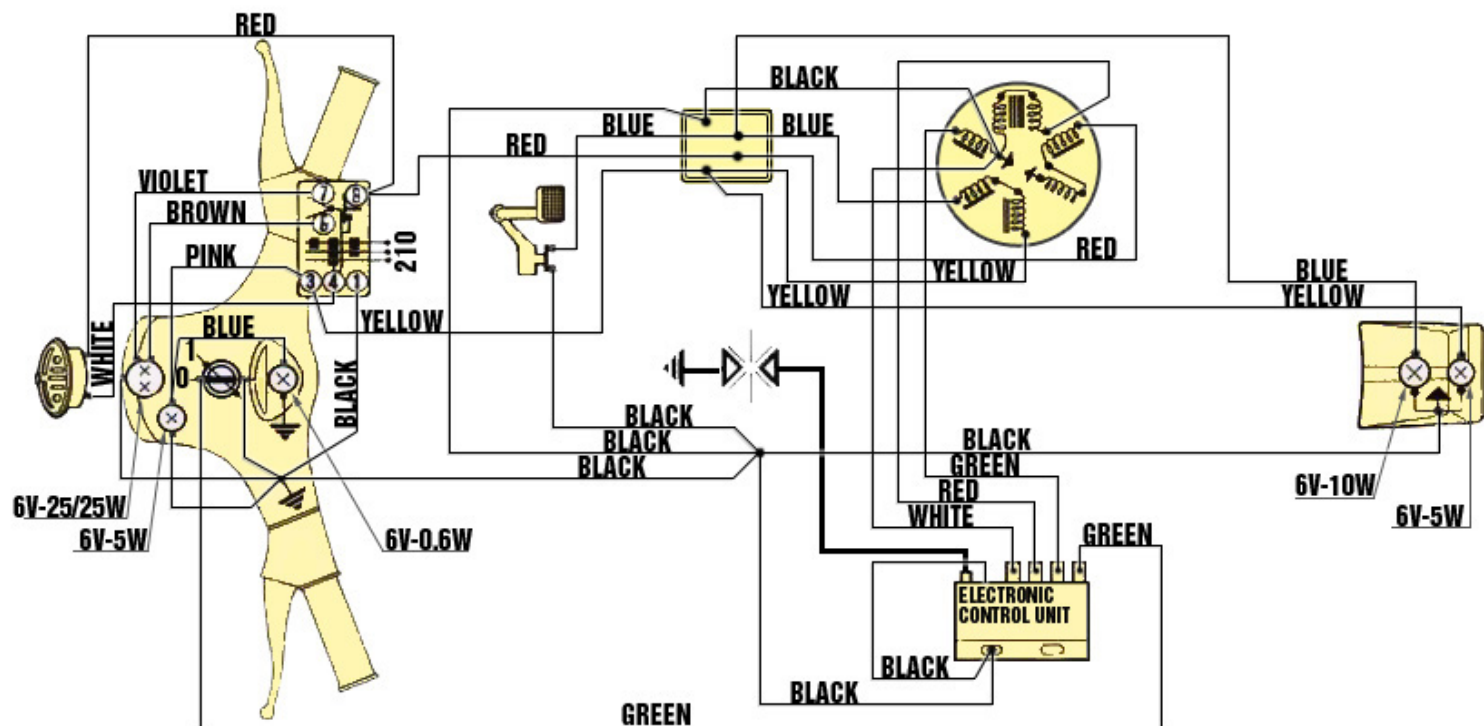 RED
BLACK
BLUE
BLUE
RED
VIOLET
7
8
BROWN
6
PINK
210
RED
YELLOW
BLUE
3
4
1
YELLOW
YELLOW
YELLOW
BLUE
WHITE
1
0
BLACK
BLACK
BLACK
BLACK
BLACK
GREEN
RED
WHITE
6V-25/25W
6V-5W
6V-0.6W
6V-10W
6V-5W
GREEN
ELECTRONIC
CONTROL UNIT
BLACK
BLACK
GREEN